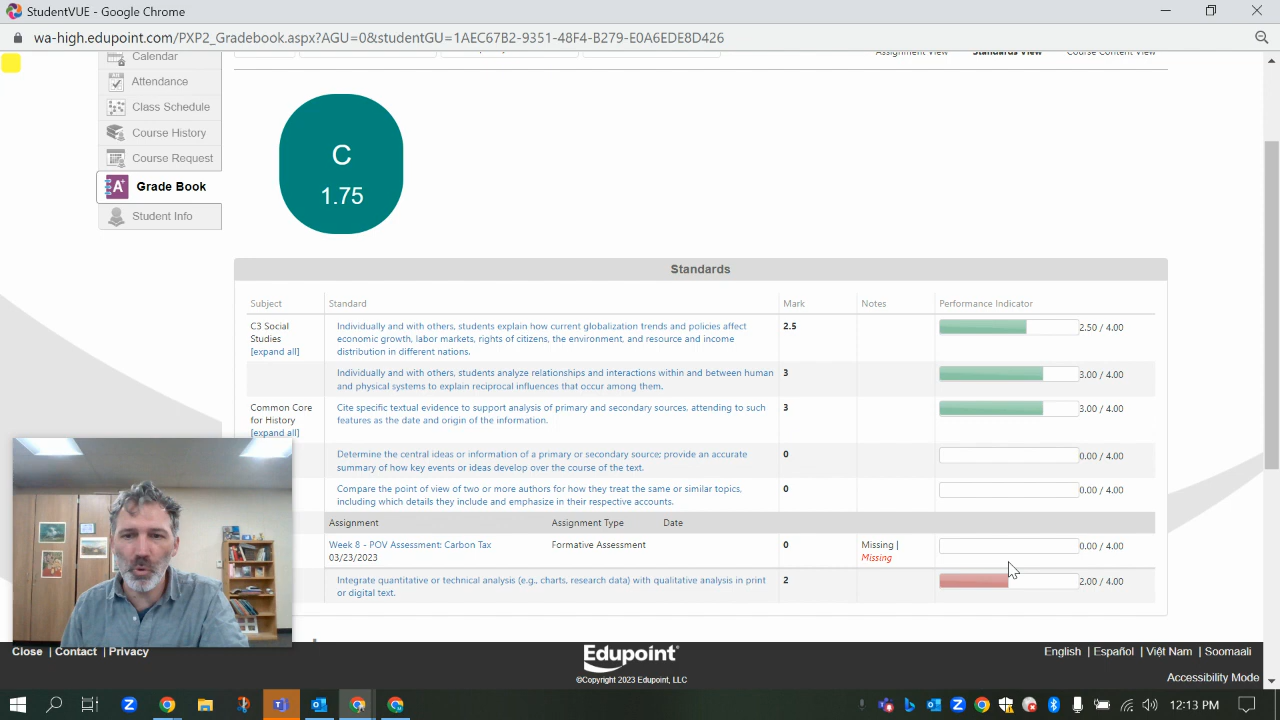 StudentVUE - Google Chrome
wa-high.edupoint.com/PXP2_Gradebook.aspx?AGU=0&studentGU=1AEC67B2-9351-48F4-B279-E0A6EDE8D426
Calendar
Assignment View Standards View Course Content View
Attendance
Class Schedule
Course History
Course Request
A+ Grade Book
Student Info
C
1.75
Standards
Subject Standard Mark Notes Performance Indicator
C3 Social
Studies
[expand all]
Individually and with others, students explain how current globalization trends and policies affect
economic growth, labor markets, rights of citizens, the environment, and resource and income
distribution in different nations.
2.5 2.50 / 4.00
Individually and with others, students analyze relationships and interactions within and between human
and physical systems to explain reciprocal influences that occur among them.
3 3.00 / 4.00
Common Core
for History
[expand all]
Cite specific textual evidence to support analysis of primary and secondary sources, attending to such
features as the date and origin of the information.
3 3.00 / 4.00
Determine the central ideas or information of a primary or secondary source; provide an accurate
summary of how key events or ideas develop over the course of the text.
0 0.00 / 4.00
Compare the point of view of two or more authors for how they treat the same or similar topics,
including which details they include and emphasize in their respective accounts.
0 0.00 / 4.00
Assignment Assignment Type Date
Week 8 - POV Assessment: Carbon Tax Formative Assessment 0 Missing | 0.00 / 4.00
03/23/2023 Missing
Integrate quantitative or technical analysis (e.g., charts, research data) with qualitative analysis in print
or digital text.
2 2.00 / 4.00
Close | Contact | Privacy
Edupoint
©Copyright 2023 Edupoint, LLC
English | Español | Việt Nam | Soomaali
Accessibility Mode
12:13 PM